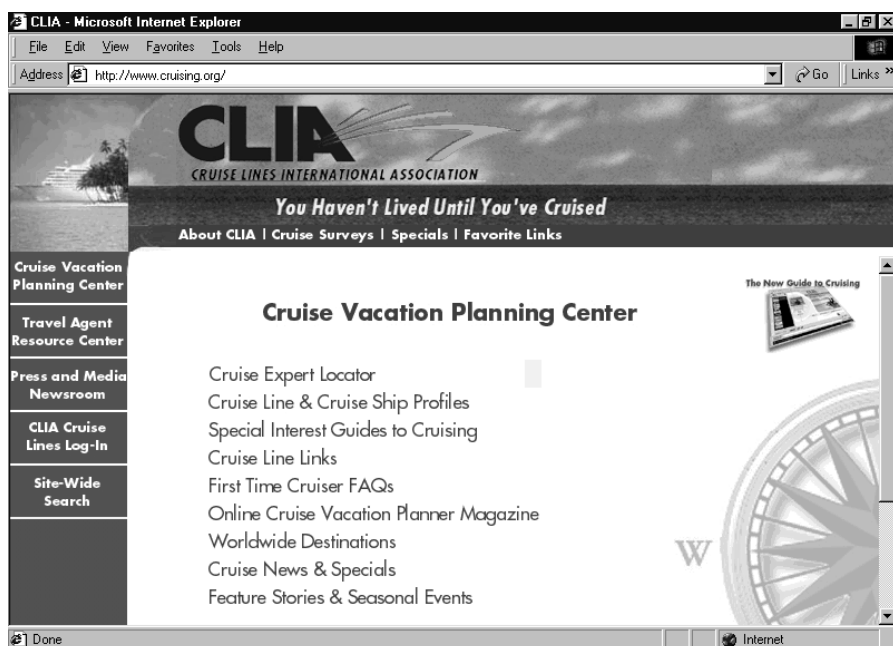 CLIA - Microsoft Internet Explorer
File Edit View Favorites Tools Help
Address http://www.cruising.org/ Go Links »
CLIA
CRUISE LINES INTERNATIONAL ASSOCIATION
You Haven't Lived Until You've Cruised
About CLIA | Cruise Surveys | Specials | Favorite Links
Cruise Vacation
Planning Center
Travel Agent
Resource Center
Press and Media
Newsroom
CLIA Cruise
Lines Log-In
Site-Wide
Search
The New Guide to Cruising
Cruise Vacation Planning Center
Cruise Expert Locator
Cruise Line & Cruise Ship Profiles
Special Interest Guides to Cruising
Cruise Line Links
First Time Cruiser FAQs
Online Cruise Vacation Planner Magazine
Worldwide Destinations
Cruise News & Specials
Feature Stories & Seasonal Events
W
Done Internet